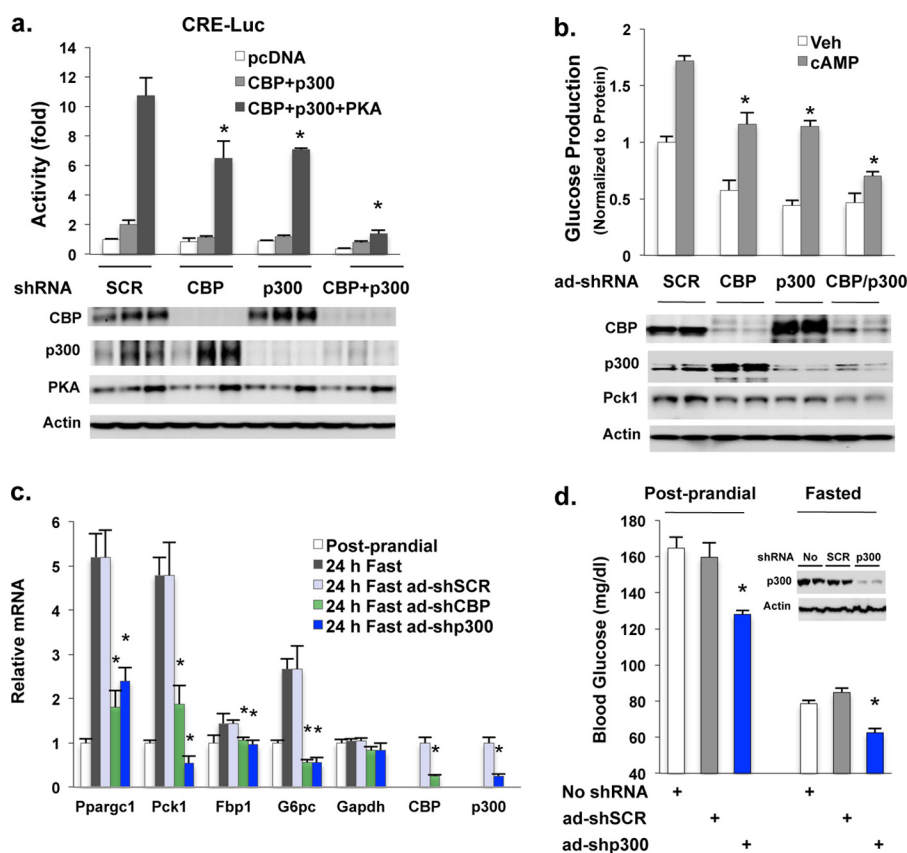 a.
CRE-Luc
pcDNA
CBP+p300
CBP+p300+PKA
Activity (fold)
14
12
10
8
6
4
2
0
*
*
*
shRNA SCR CBP p300 CBP+p300
CBP
p300
PKA
Actin
b.
Veh
cAMP
Glucose Production
(Normalized to Protein)
2
1.5
1
0.5
0
*
*
*
ad-shRNA SCR CBP p300 CBP/p300
CBP
p300
Pck1
Actin
c.
Post-prandial
24 h Fast
24 h Fast ad-shSCR
24 h Fast ad-shCBP
24 h Fast ad-shp300
Relative mRNA
6
5
4
3
2
1
0
*
*
*
*
**
**
*
*
Ppargc1 Pck1 Fbp1 G6pc Gapdh CBP p300
d.
Post-prandial Fasted
Blood Glucose (mg/dl)
180
160
140
120
100
80
60
40
*
*
shRNA No SCR p300
p300
Actin
No shRNA + +
ad-shSCR + +
ad-shp300 + +